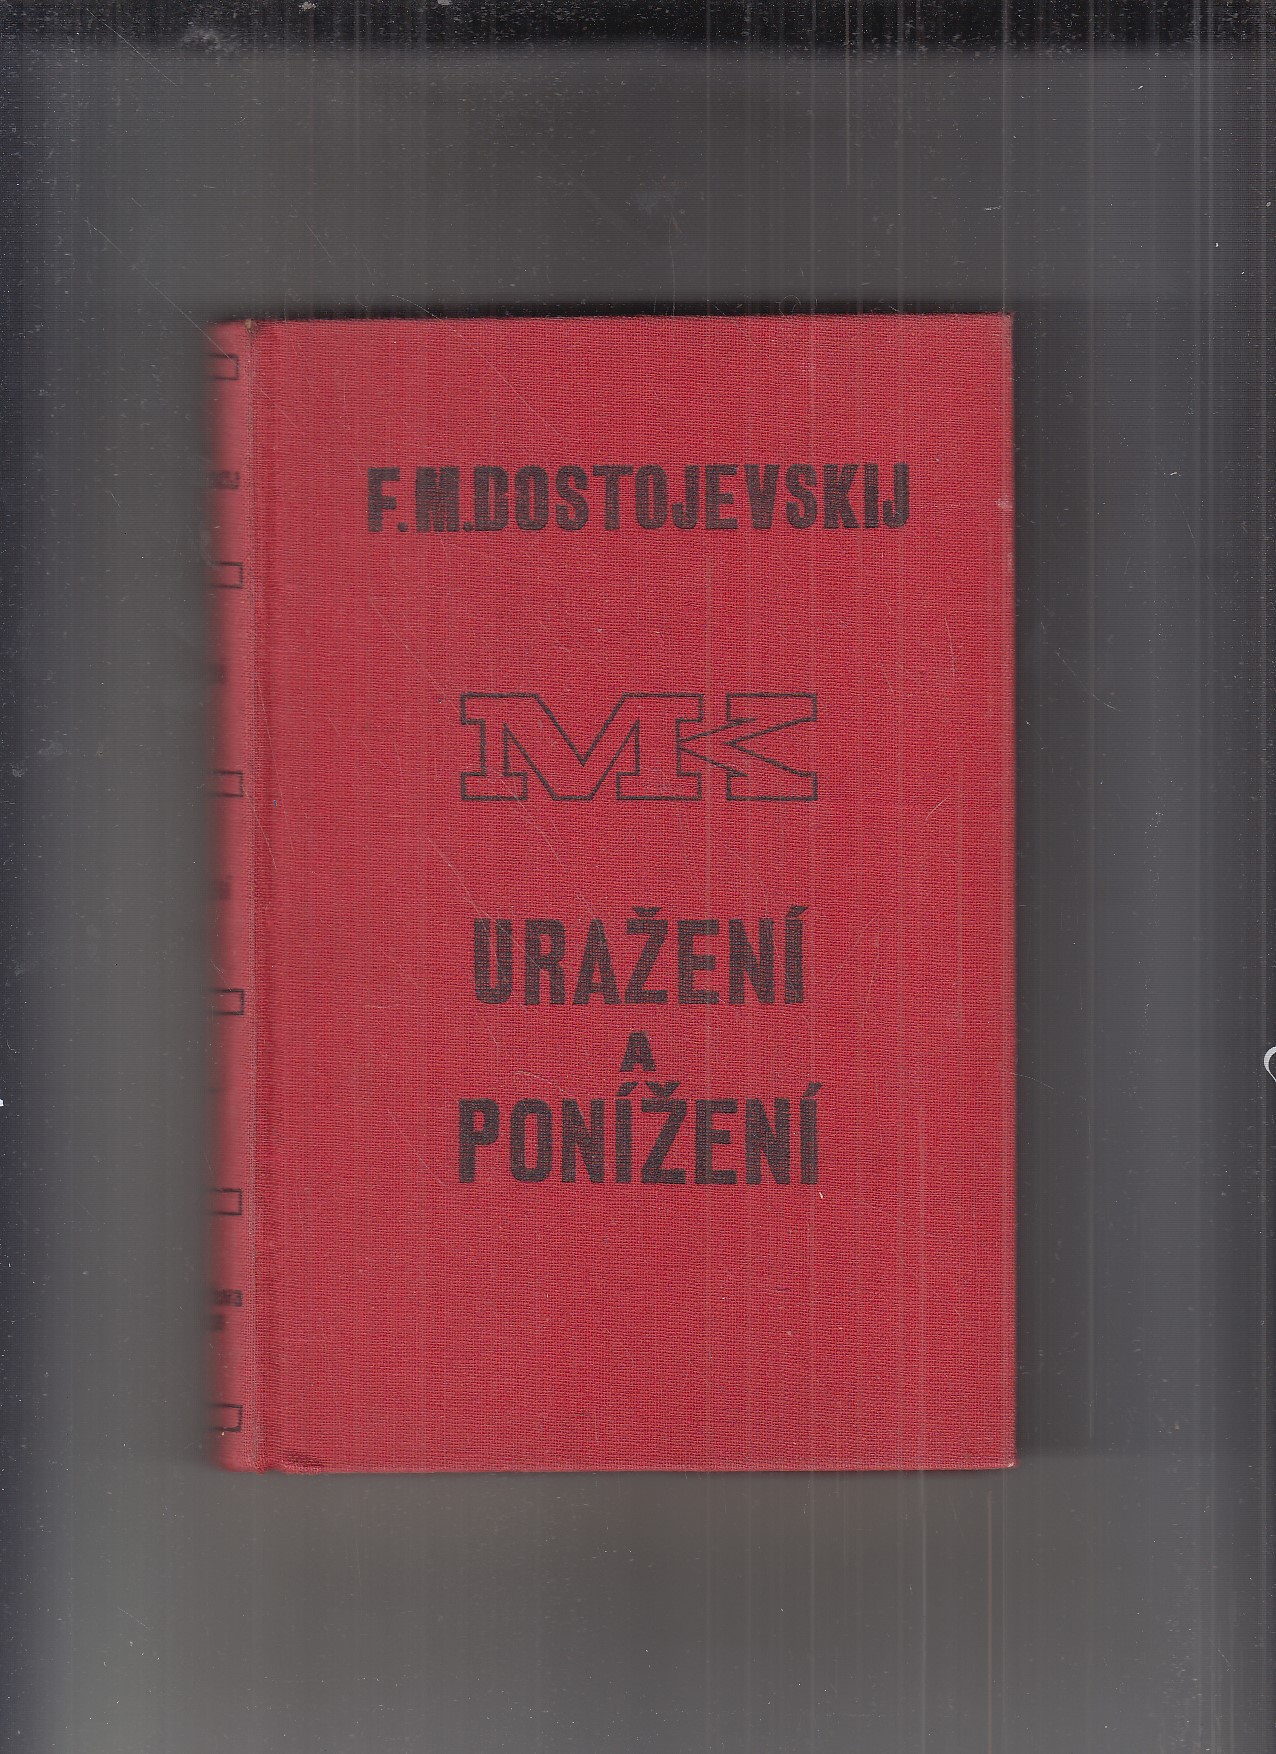 F.M.DOSTOJEVSKIJ
MK
URAŽENÍ
A
PONÍŽENÍ